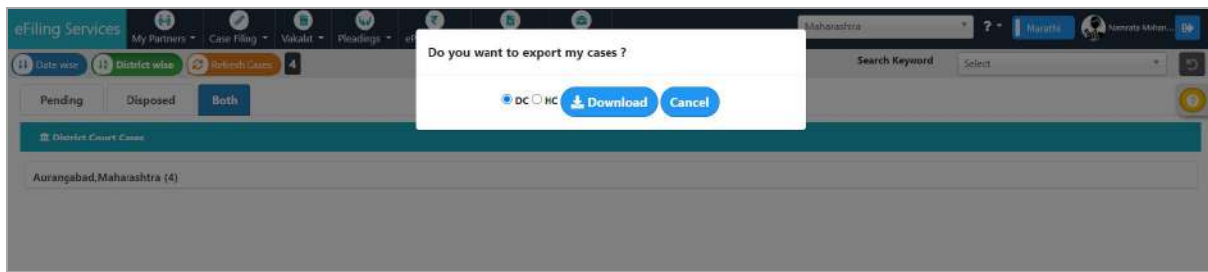 eFiling Services
My Partners Case Filing Vakalat Pleadings
Maharashtra ? Marathi Namrata Mohan...
Do you want to export my cases ?
Date wise District wise Refresh Cases 4
Search Keyword Select
Pending Disposed Both
DC HC Download Cancel
District Court Cases
Aurangabad,Maharashtra (4)